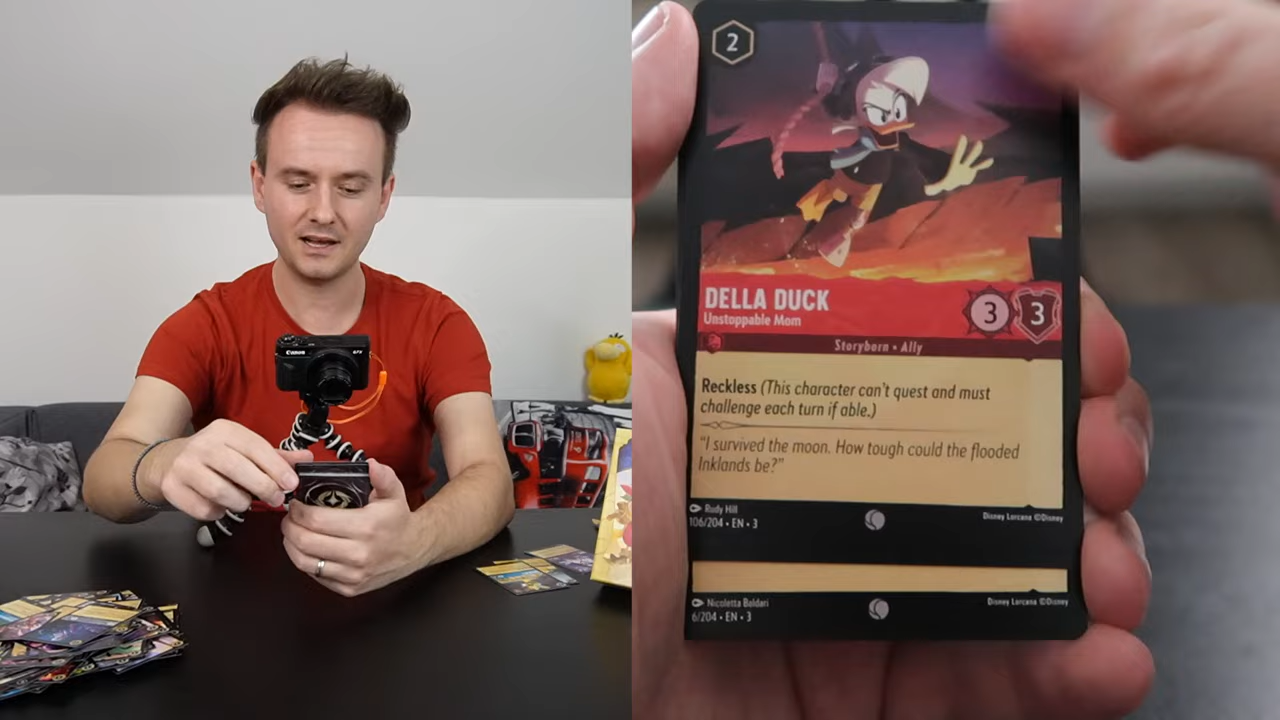 Canon
2
DELLA DUCK
Unstoppable Mom
3
3
Storyborn • Ally
Reckless (This character can't quest and must
challenge each turn if able.)
"I survived the moon. How tough could the flooded
Inklands be?"
Rudy Hill
106/204 • EN • 3
Disney Lorcana ©Disney
Nicoletta Baldari
6/204 • EN • 3
Disney Lorcana ©Disney